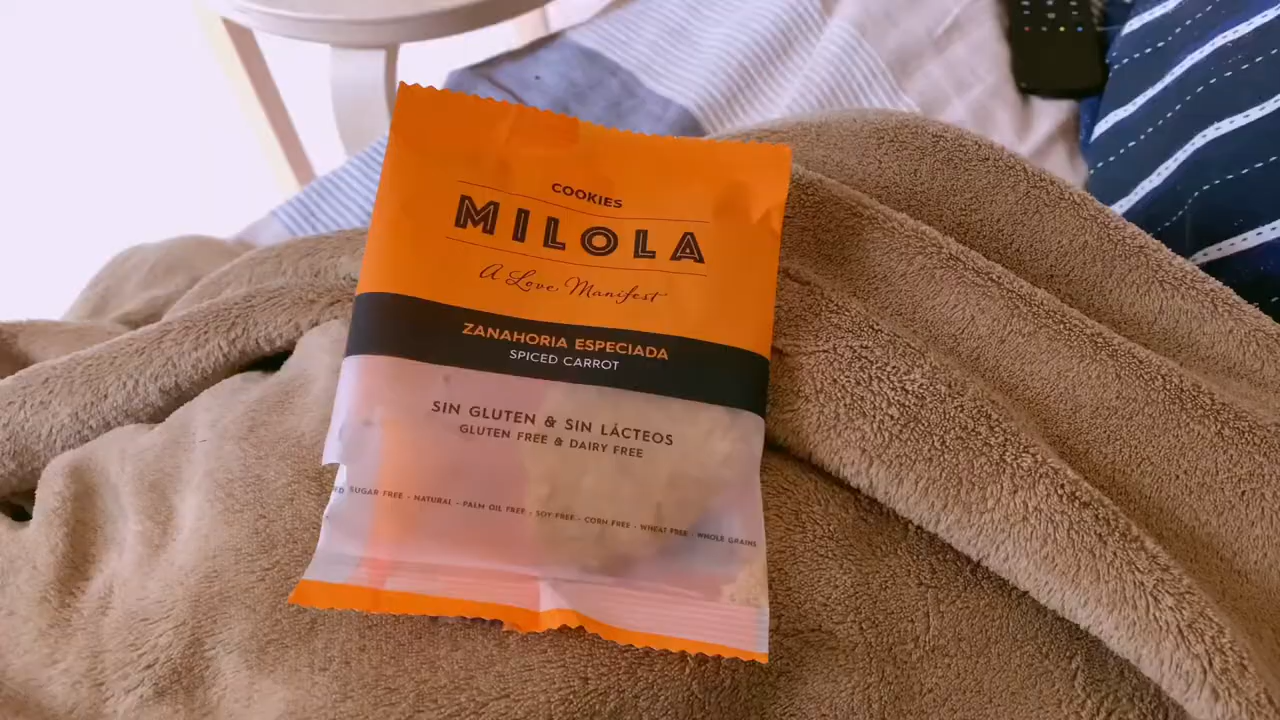 COOKIES
MILOLA
A Love Manifest
ZANAHORIA ESPECIADA
SPICED CARROT
SIN GLUTEN & SIN LÁCTEOS
GLUTEN FREE & DAIRY FREE
SUGAR FREE - NATURAL - PALM OIL FREE - SOY FREE - CORN FREE - WHEAT FREE - WHOLE GRAINS